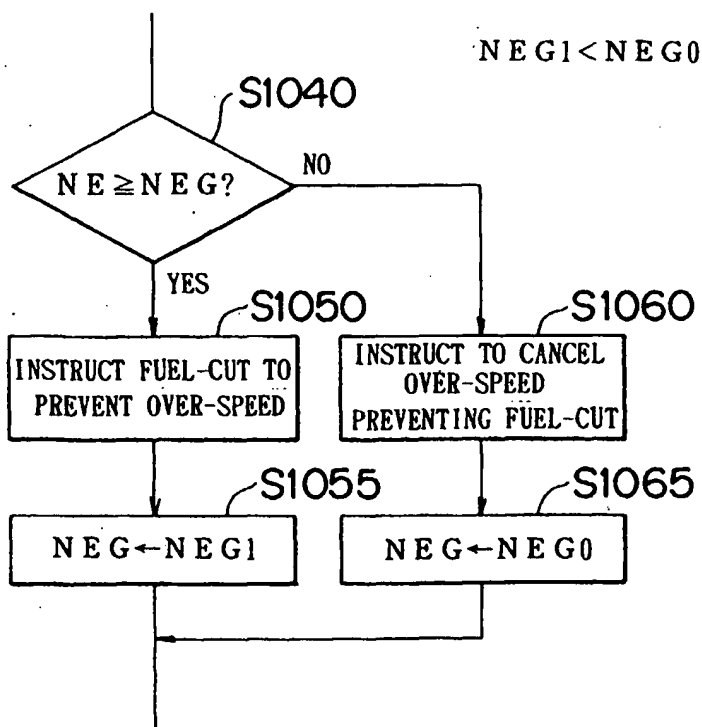 NEG1<NEG0
S1040
NE≧NEG?
NO
YES
S1050
INSTRUCT FUEL-CUT TO
PREVENT OVER-SPEED
S1060
INSTRUCT TO CANCEL
OVER-SPEED
PREVENTING FUEL-CUT
S1055
NEG←NEG1
S1065
NEG←NEG0